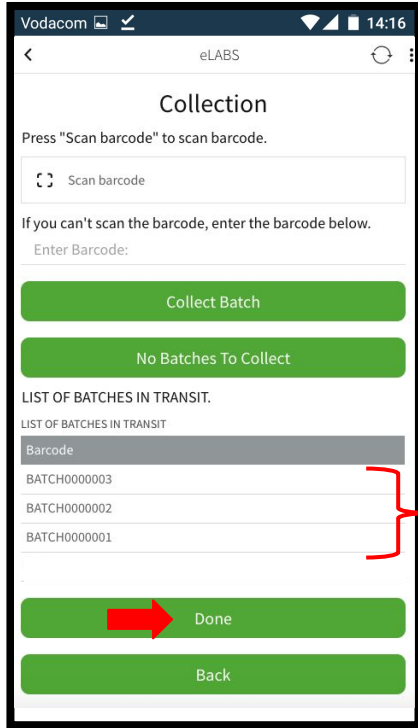 Vodacom 14:16
eLABS
Collection
Press "Scan barcode" to scan barcode.
Scan barcode
If you can't scan the barcode, enter the barcode below.
Enter Barcode:
Collect Batch
No Batches To Collect
LIST OF BATCHES IN TRANSIT.
LIST OF BATCHES IN TRANSIT
Barcode
BATCH0000003
BATCH0000002
BATCH0000001
Done
Back